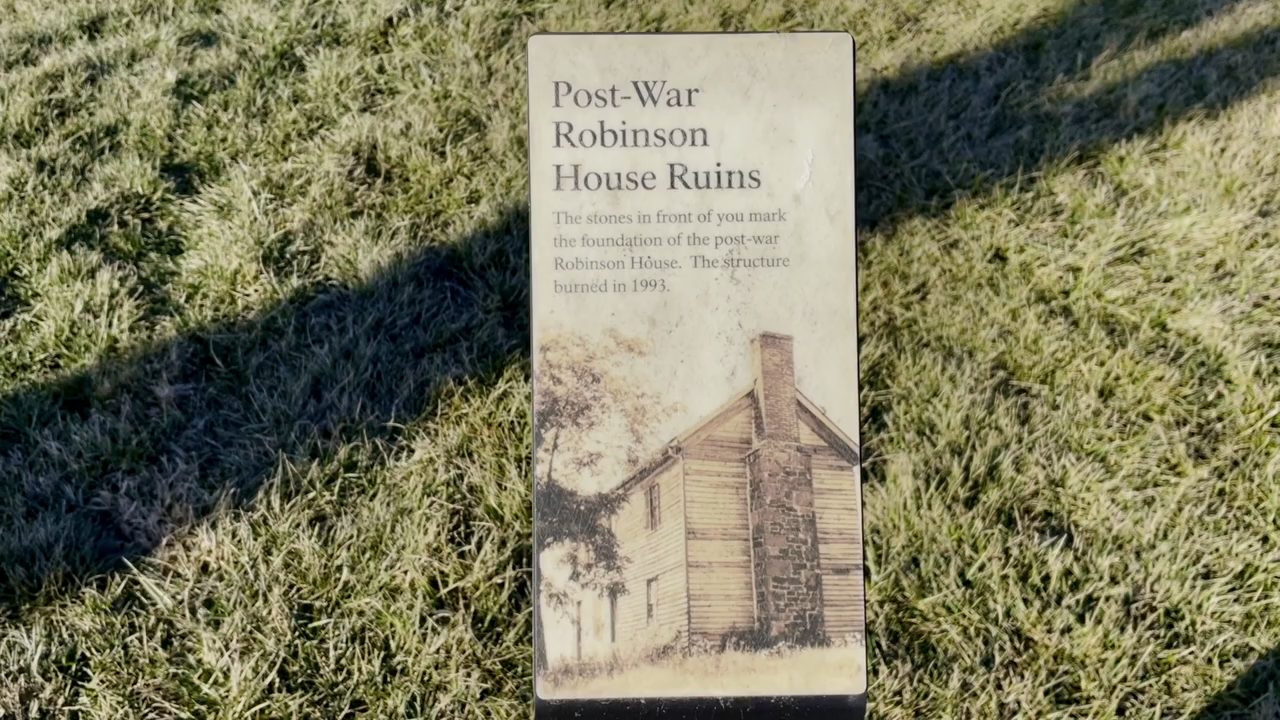 Post-War
Robinson
House Ruins
The stones in front of you mark
the foundation of the post-war
Robinson House. The structure
burned in 1993.